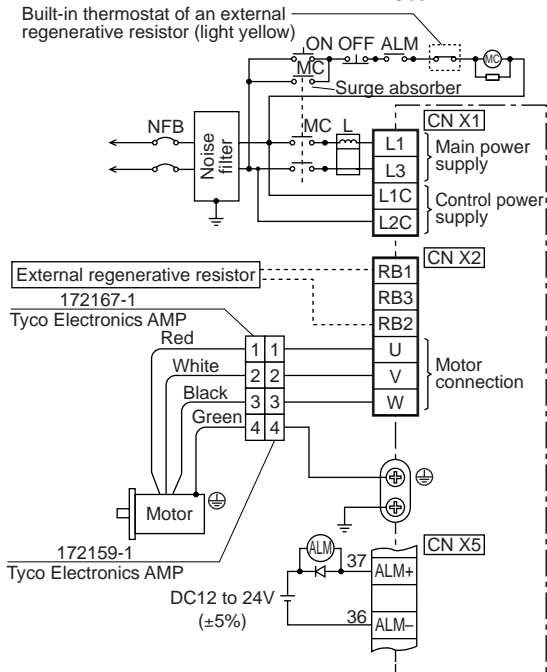 Built-in thermostat of an external
regenerative resistor (light yellow)
ON OFF ALM
MC
MC
Surge absorber
NFB
Noise
filter
MC L
CN X1
L1
L3
L1C
L2C
Main power
supply
Control power
supply
CN X2
External regenerative resistor
RB1
RB3
RB2
U
V
W
Motor
connection
172167-1
Tyco Electronics AMP
Red
White
Black
Green
1 1
2 2
3 3
4 4
Motor
172159-1
Tyco Electronics AMP
CN X5
ALM
37
ALM+
DC12 to 24V
(±5%)
36
ALM–